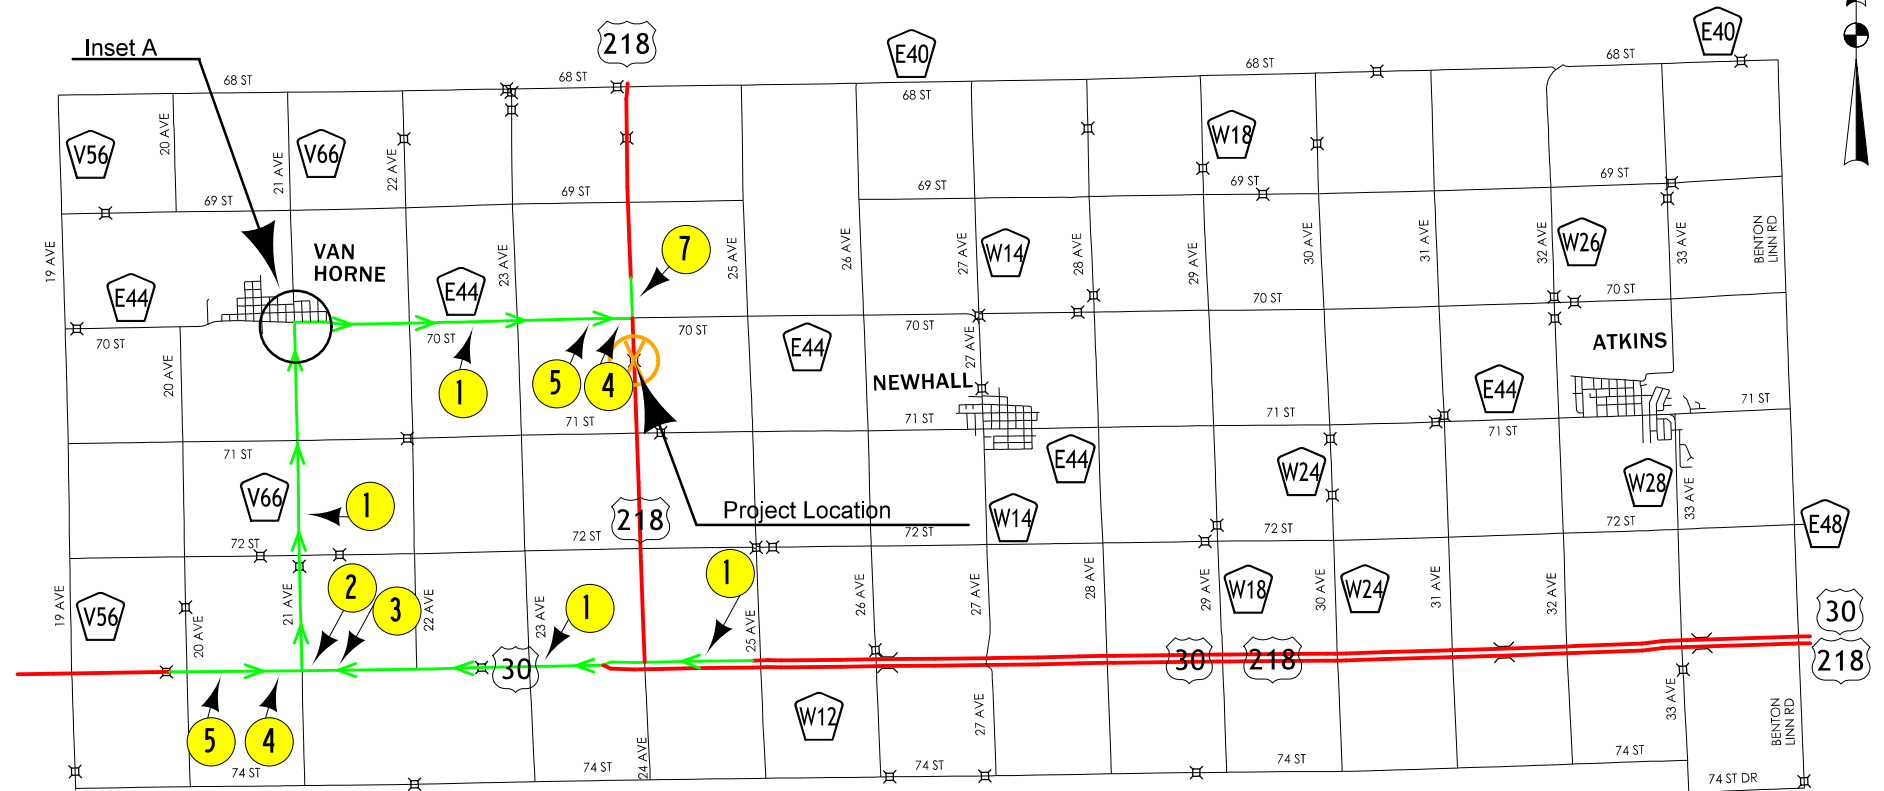 Inset A
218
E40
E40
68 ST
68 ST
68 ST
68 ST
68 ST
V56
20 AVE
21 AVE
V66
22 AVE
W18
69 ST
69 ST
69 ST
69 ST
69 ST
19 AVE
E44
VAN
HORNE
E44
23 AVE
7
25 AVE
26 AVE
27 AVE
W14
28 AVE
29 AVE
30 AVE
31 AVE
32 AVE
W26
33 AVE
BENTON
LINN RD
70 ST
70 ST
70 ST
70 ST
70 ST
70 ST
20 AVE
1
5
4
E44
27 AVE
NEWHALL
ATKINS
E44
71 ST
71 ST
71 ST
71 ST
71 ST
71 ST
V66
1
218
Project Location
E44
W14
W24
W28
33 AVE
E48
72 ST
72 ST
72 ST
72 ST
72 ST
19 AVE
V56
20 AVE
21 AVE
2
3
22 AVE
23 AVE
1
1
25 AVE
26 AVE
27 AVE
28 AVE
29 AVE
W18
30 AVE
W24
31 AVE
32 AVE
30
218
30
30
218
5
4
24 AVE
W12
27 AVE
33 AVE
BENTON
LINN RD
74 ST
74 ST
74 ST
74 ST
74 ST
74 ST DR